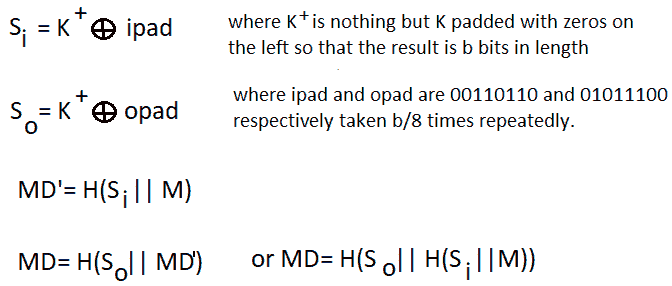 Sᵢ = K⁺ ⊕ ipad where K⁺ is nothing but K padded with zeros on
the left so that the result is b bits in length
Sₒ = K⁺ ⊕ opad where ipad and opad are 00110110 and 01011100
respectively taken b/8 times repeatedly.
MD'= H(Sᵢ || M)
MD= H(Sₒ|| MD') or MD= H(Sₒ|| H(Sᵢ||M))